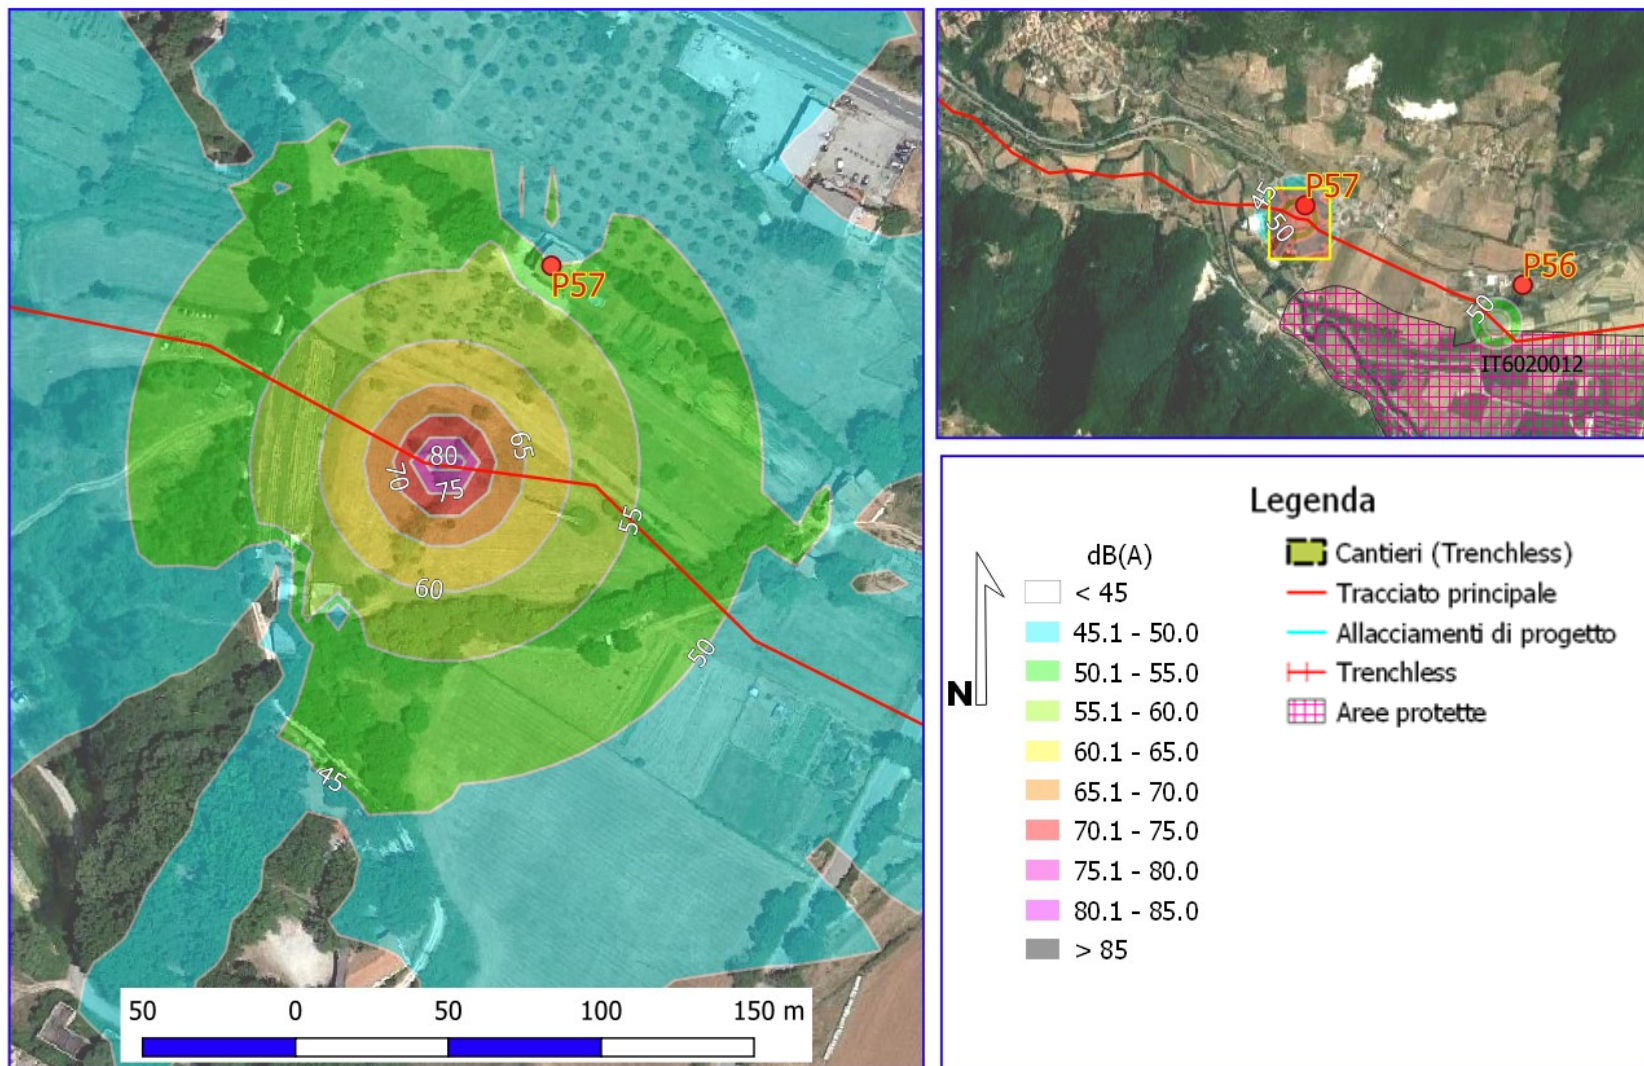 P57
80
65
70
75
55
60
50
45
50 0 50 100 150 m
45
P57
50
P56
50
IT6020012
Legenda
dB(A)
< 45
45.1 - 50.0
50.1 - 55.0
55.1 - 60.0
60.1 - 65.0
65.1 - 70.0
70.1 - 75.0
75.1 - 80.0
80.1 - 85.0
> 85
N
Cantieri (Trenchless)
Tracciato principale
Allacciamenti di progetto
Trenchless
Aree protette